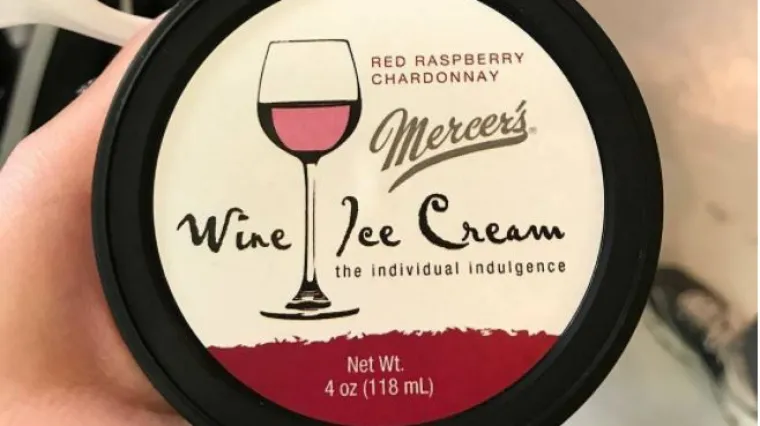 RED RASPBERRY
CHARDONNAY
Mercer's®
Wine Ice Cream
the individual indulgence
Net Wt.
4 oz (118 mL)